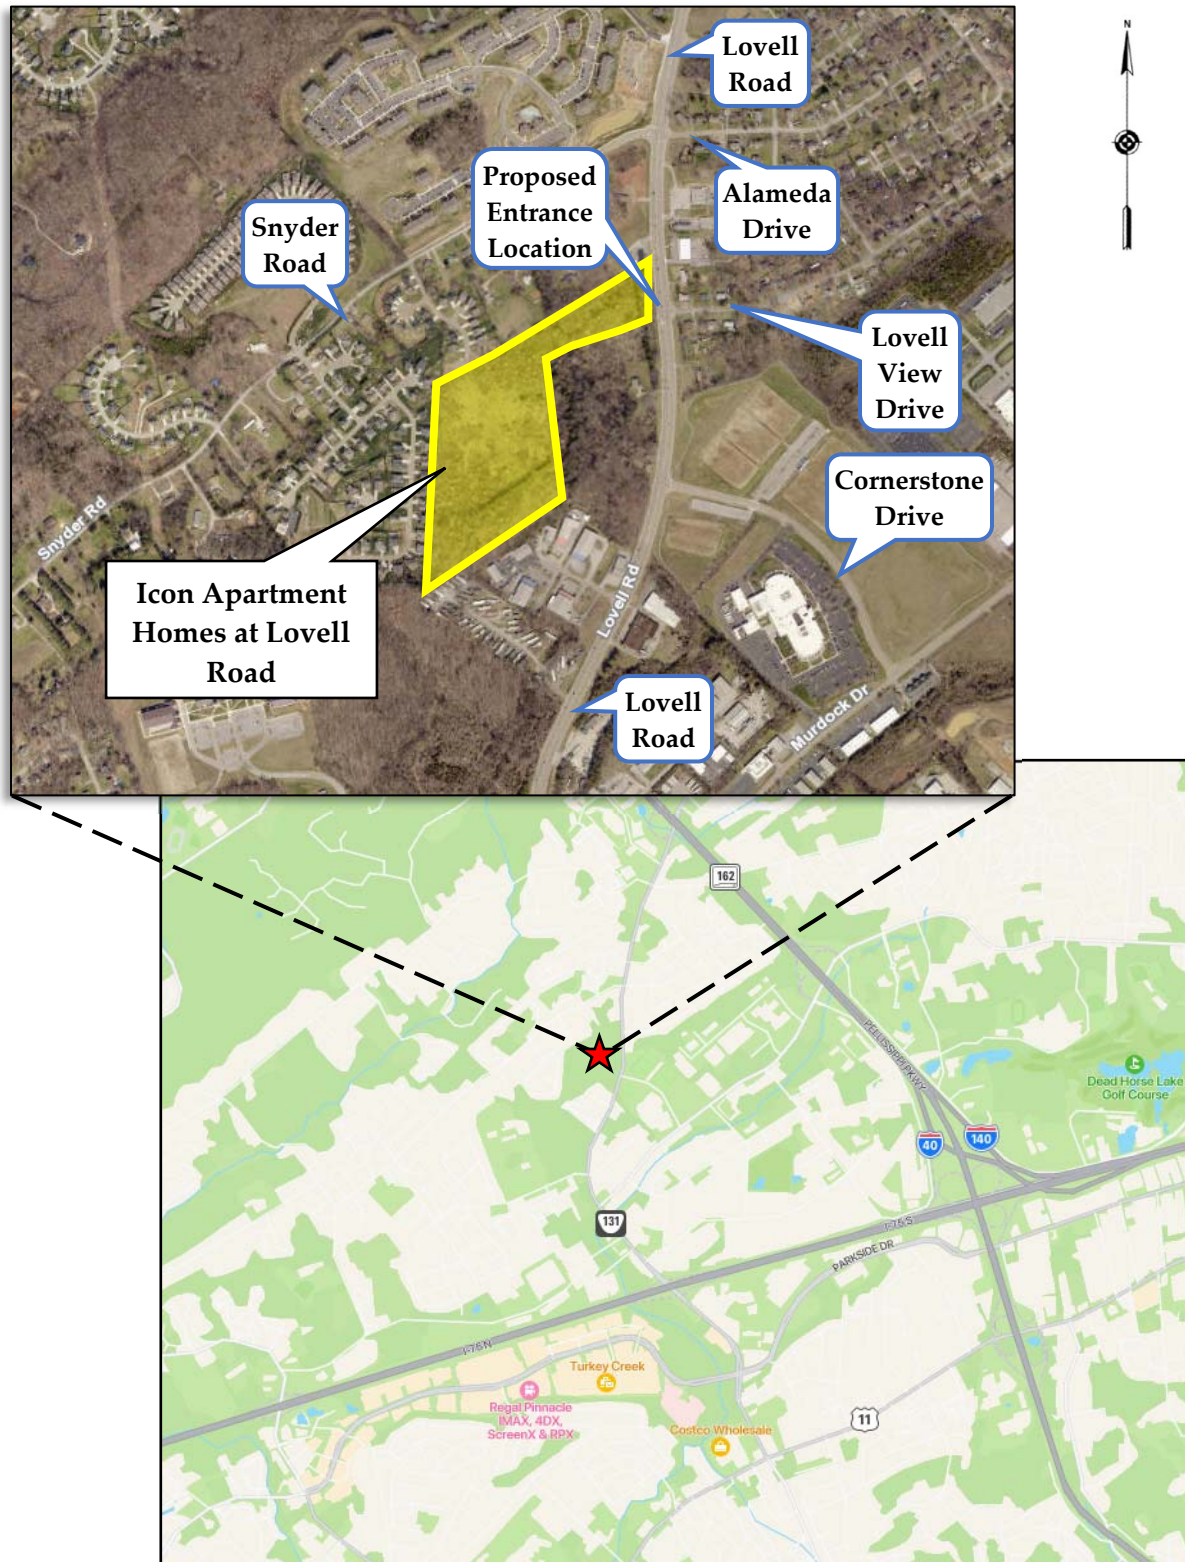 N
Lovell
Road
Proposed
Entrance
Location
Alameda
Drive
Snyder
Road
Lovell
View
Drive
Cornerstone
Drive
Snyder Rd
Icon Apartment
Homes at Lovell
Road
Lovell Rd
Lovell
Road
Murdock Dr
162
PELLISSIPPI PKWY
Dead Horse Lake
Golf Course
40
140
131
I-75 S
PARKSIDE DR
I-75 N
Turkey Creek
Regal Pinnacle
IMAX, 4DX,
ScreenX & RPX
Costco Wholesale
11